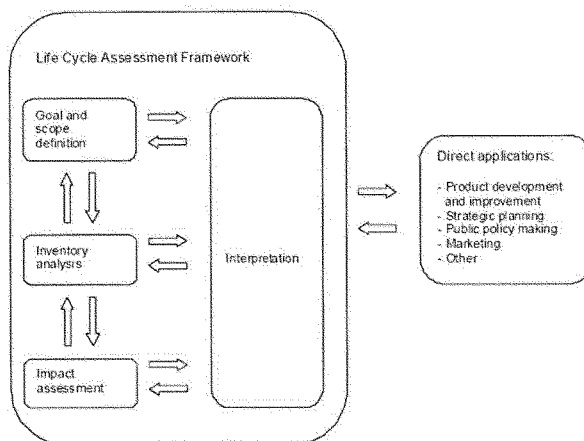 Life Cycle Assessment Framework
Goal and
scope
definition
Inventory
analysis
Interpretation
Impact
assessment
Direct applications:
- Product development
and improvement
- Strategic planning
- Public policy making
- Marketing
- Other